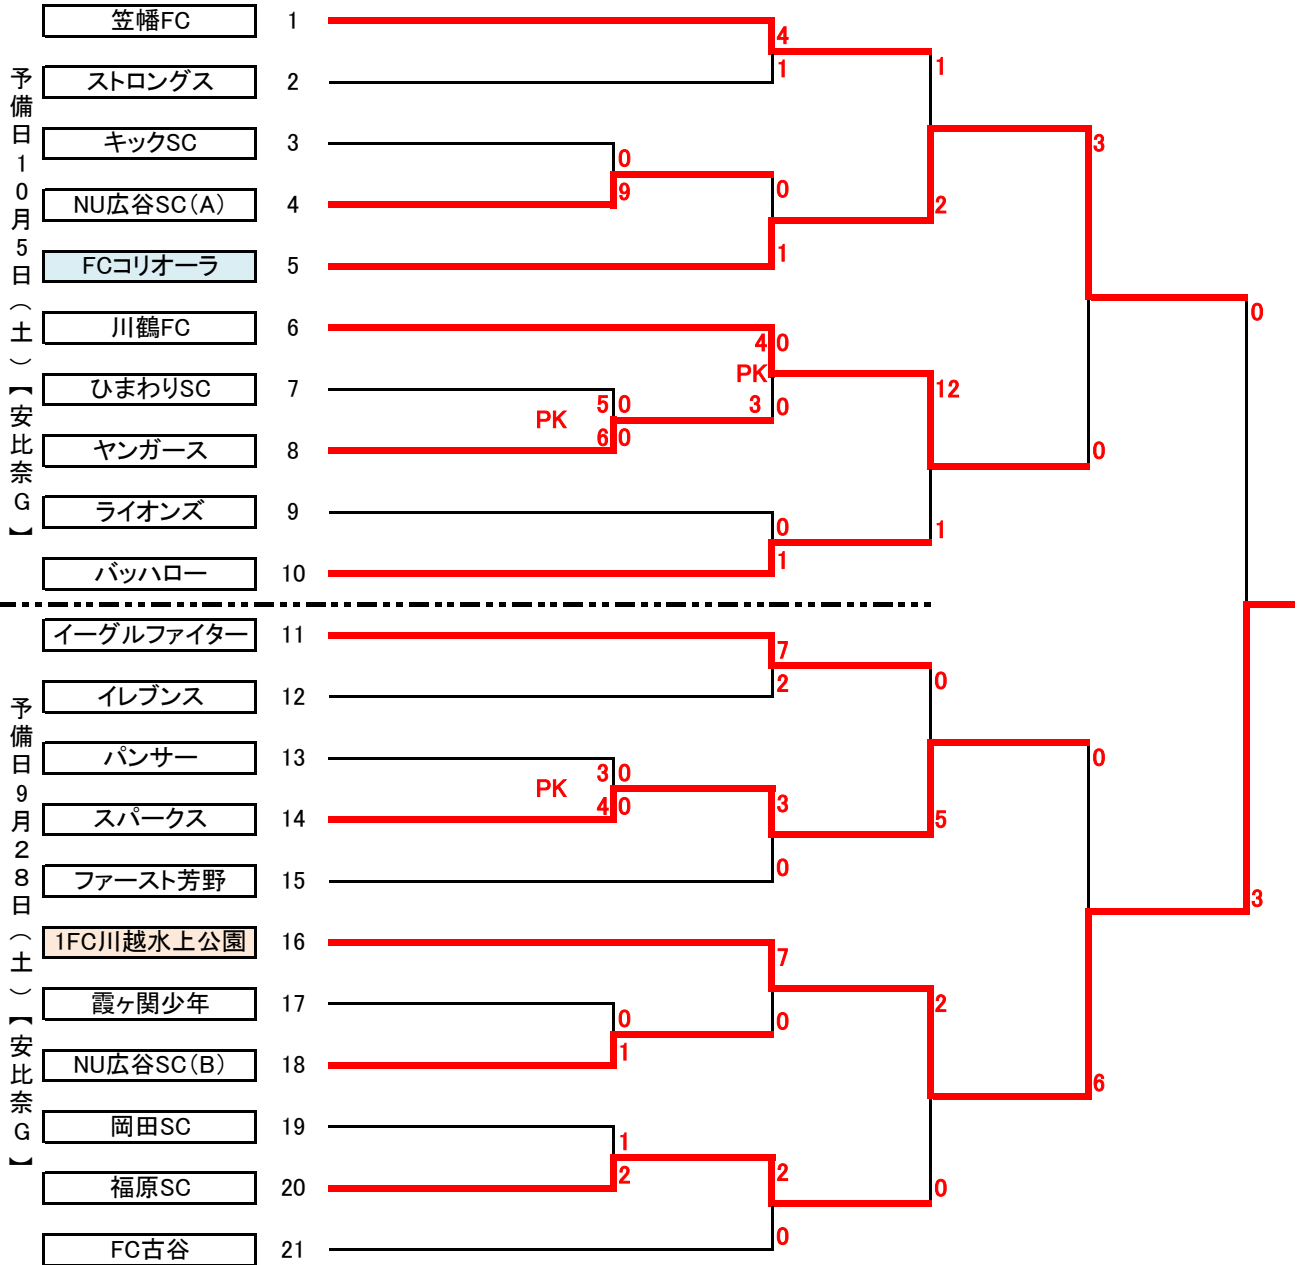 予備日10月5日（土）【安比奈G】
笠幡FC 1
ストロングス 2
キックSC 3
NU広谷SC（A） 4
FCコリオーラ 5
川鶴FC 6
ひまわりSC 7
ヤンガース 8
ライオンズ 9
バッハロー 10
4
1
1
0
9
0
2
1
3
0
4 0
PK
3 0
5 0
PK
6 0
12
0
0
1
1
予備日9月28日（土）【安比奈G】
イーグルファイター 11
イレブンス 12
パンサー 13
スパークス 14
ファースト芳野 15
1FC川越水上公園 16
霞ヶ関少年 17
NU広谷SC（B） 18
岡田SC 19
福原SC 20
FC古谷 21
7
2
0
3 0
PK
4 0
3
5
0
0
3
7
2
0
0
1
6
1
2
2
0
0